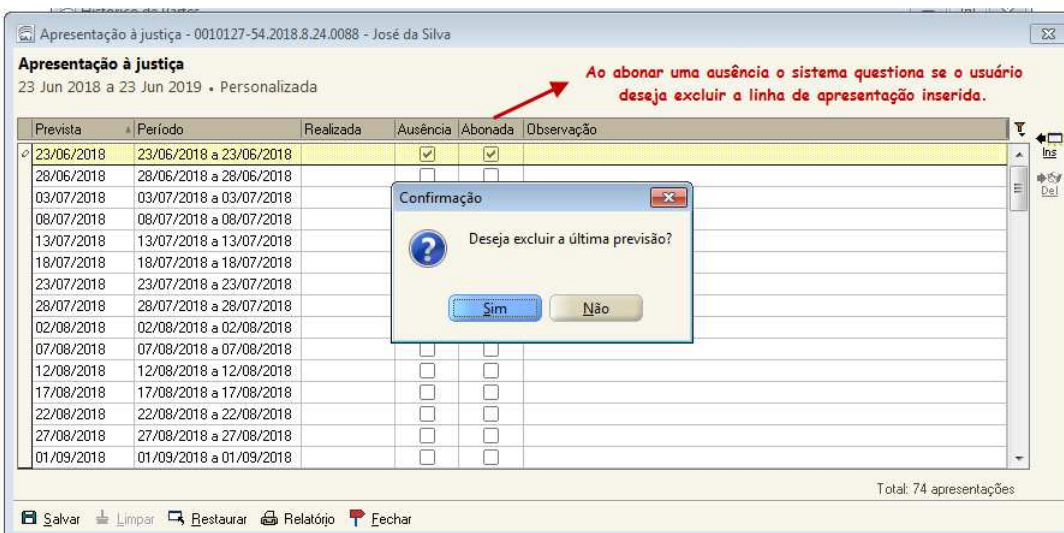 Apresentação à justiça - 0010127-54.2018.8.24.0088 - José da Silva
Apresentação à justiça
23 Jun 2018 a 23 Jun 2019 • Personalizada
Ao abonar uma ausência o sistema questiona se o usuário
deseja excluir a linha de apresentação inserida.
Prevista Período Realizada Ausência Abonada Observação
23/06/2018 23/06/2018 a 23/06/2018
28/06/2018 28/06/2018 a 28/06/2018
03/07/2018 03/07/2018 a 03/07/2018
08/07/2018 08/07/2018 a 08/07/2018
13/07/2018 13/07/2018 a 13/07/2018
18/07/2018 18/07/2018 a 18/07/2018
23/07/2018 23/07/2018 a 23/07/2018
28/07/2018 28/07/2018 a 28/07/2018
02/08/2018 02/08/2018 a 02/08/2018
07/08/2018 07/08/2018 a 07/08/2018
12/08/2018 12/08/2018 a 12/08/2018
17/08/2018 17/08/2018 a 17/08/2018
22/08/2018 22/08/2018 a 22/08/2018
27/08/2018 27/08/2018 a 27/08/2018
01/09/2018 01/09/2018 a 01/09/2018
Ins
Del
Confirmação
Deseja excluir a última previsão?
Sim Não
Total: 74 apresentações
Salvar Limpar Restaurar Relatório Fechar